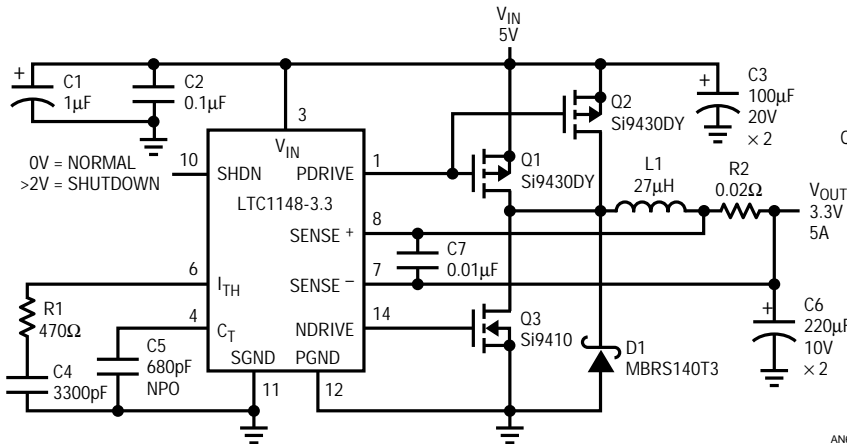 V_IN
5V
+
C1
1µF
C2
0.1µF
3
Q2
Si9430DY
+
C3
100µF
20V
× 2
0V = NORMAL
>2V = SHUTDOWN
10
SHDN
V_IN
PDRIVE
1
Q1
Si9430DY
LTC1148-3.3
L1
27µH
R2
0.02Ω
V_OUT
3.3V
5A
SENSE +
8
C7
0.01µF
SENSE –
7
6
I_TH
R1
470Ω
4
C_T
NDRIVE
14
Q3
Si9410
D1
MBRS140T3
+
C6
220µF
10V
× 2
C4
3300pF
C5
680pF
NPO
SGND
PGND
11
12